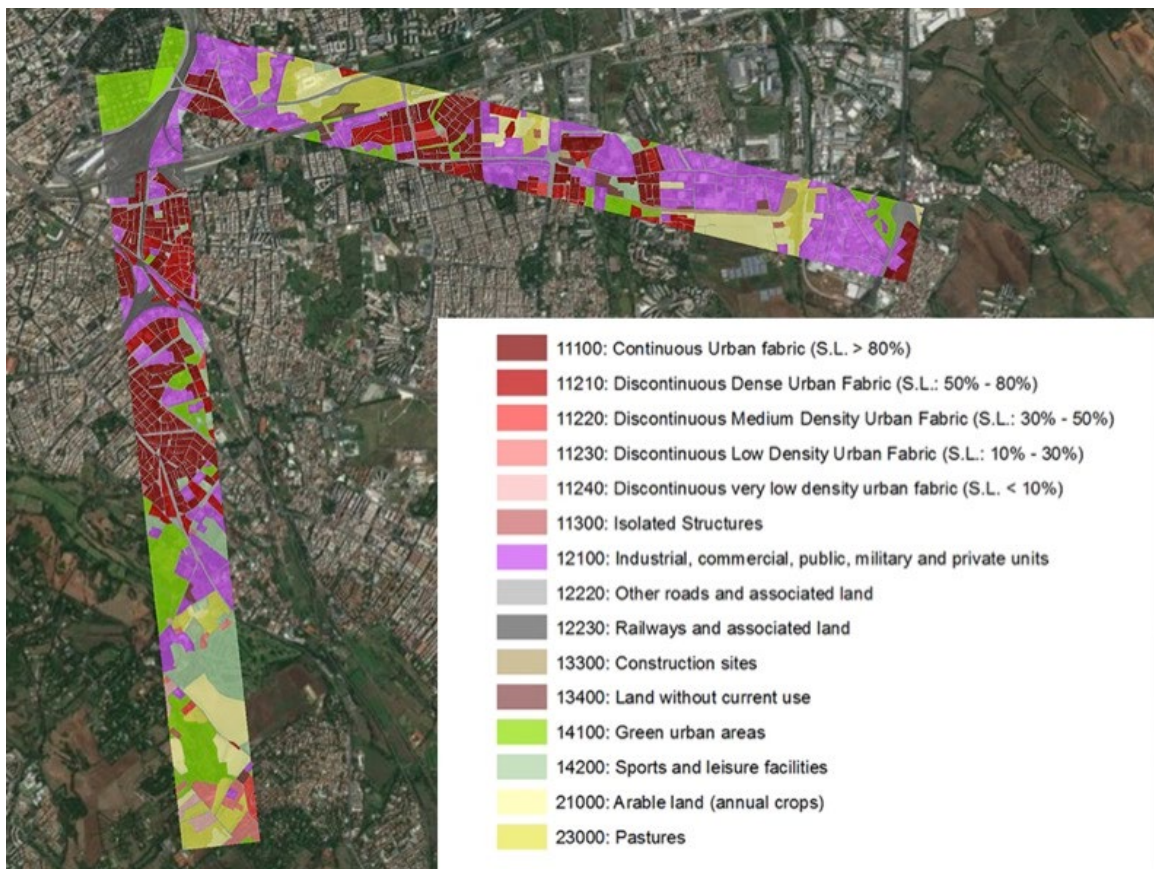 11100: Continuous Urban fabric (S.L. > 80%)
11210: Discontinuous Dense Urban Fabric (S.L.: 50% - 80%)
11220: Discontinuous Medium Density Urban Fabric (S.L.: 30% - 50%)
11230: Discontinuous Low Density Urban Fabric (S.L.: 10% - 30%)
11240: Discontinuous very low density urban fabric (S.L. < 10%)
11300: Isolated Structures
12100: Industrial, commercial, public, military and private units
12220: Other roads and associated land
12230: Railways and associated land
13300: Construction sites
13400: Land without current use
14100: Green urban areas
14200: Sports and leisure facilities
21000: Arable land (annual crops)
23000: Pastures